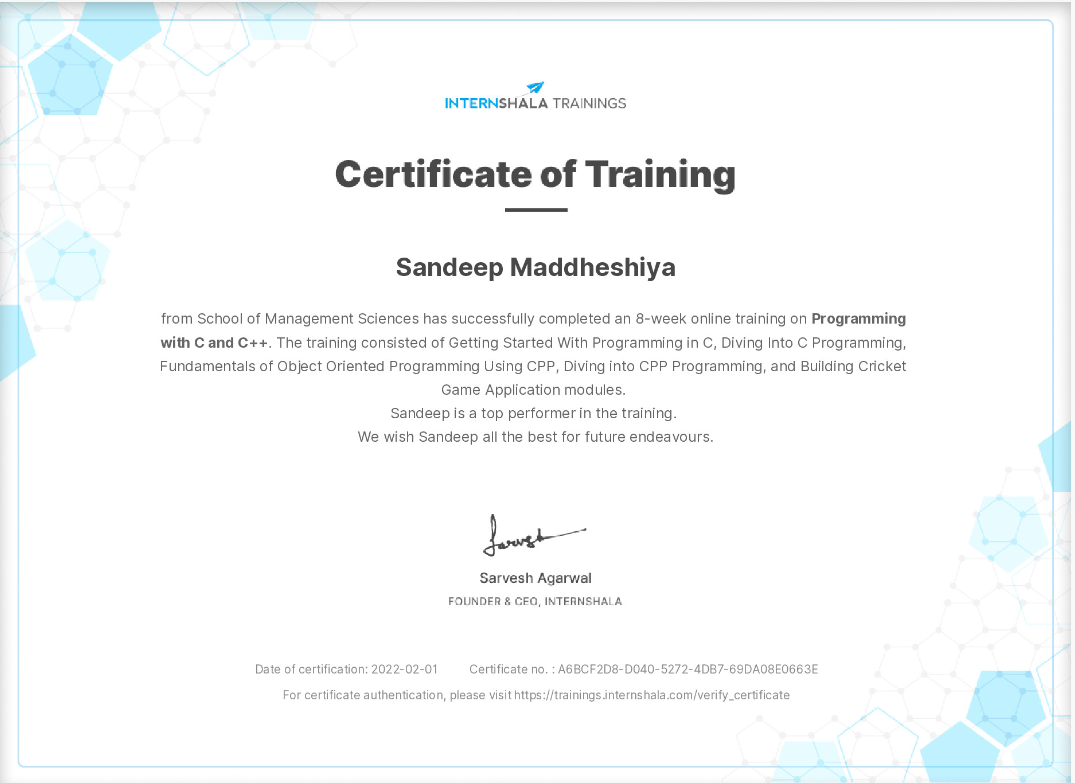 INTERNSHALA TRAININGS
Certificate of Training
Sandeep Maddheshiya
from School of Management Sciences has successfully completed an 8-week online training on Programming
with C and C++. The training consisted of Getting Started With Programming in C, Diving Into C Programming,
Fundamentals of Object Oriented Programming Using CPP, Diving into CPP Programming, and Building Cricket
Game Application modules.
Sandeep is a top performer in the training.
We wish Sandeep all the best for future endeavours.
Sarvesh
Sarvesh Agarwal
FOUNDER & CEO, INTERNSHALA
Date of certification: 2022-02-01 Certificate no. : A6BCF2D8-D040-5272-4DB7-69DA08E0663E
For certificate authentication, please visit https://trainings.internshala.com/verify_certificate